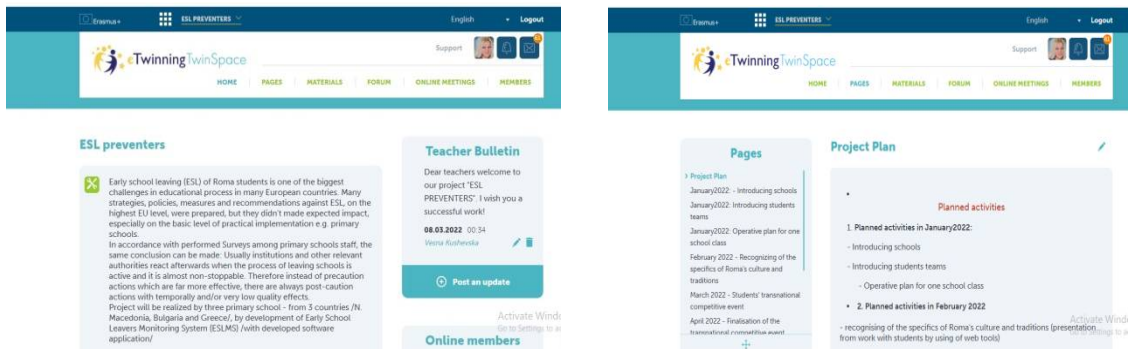 Erasmus+
ESL PREVENTERS
English
Logout
eTwinning TwinSpace
Support
HOME
PAGES
MATERIALS
FORUM
ONLINE MEETINGS
MEMBERS
ESL preventers
Early school leaving (ESL) of Roma students is one of the biggest
challenges in educational process in many European countries. Many
strategies, policies, measures and recommendations against ESL, on the
highest EU level, were prepared, but they didn't made expected impact,
especially on the basic level of practical implementation e.g. primary
schools.
In accordance with performed Surveys among primary schools staff, the
same conclusion can be made: Usually institutions and other relevant
authorities react afterwards when the process of leaving schools is
active and it is almost non-stoppable. Therefore instead of precaution
actions which are far more effective, there are always post-caution
actions with temporally and/or very low quality effects.
Project will be realized by three primary school - from 3 countries /N.
Macedonia, Bulgaria and Greece/, by development of Early School
Leavers Monitoring System (ESLMS) /with developed software
application/
Teacher Bulletin
Dear teachers welcome to
our project "ESL
PREVENTERS". I wish you a
successful work!
08.03.2022 00:34
Vesna Kushevska
Post an update
Online members
Activate Windo
Go to Settings to a
Erasmus+
ESL PREVENTERS
English
Logout
eTwinning TwinSpace
Support
HOME
PAGES
MATERIALS
FORUM
ONLINE MEETINGS
MEMBERS
Pages
> Project Plan
January2022: - Introducing schools
January2022: Introducing students
teams
January2022: Operative plan for one
school class
February 2022 - Recognizing of the
specifics of Roma's culture and
traditions
March 2022 - Students' transnational
competitive event
April 2022 - Finalisation of the
transnational competitive event
Project Plan
•
Planned activities
1. Planned activities in January2022:
- Introducing schools
- Introducing students teams
- Operative plan for one school class
• 2. Planned activities in February 2022
- recognising of the specifics of Roma's culture and traditions (presentation
from work with students by using of web tools)
Activate Windo